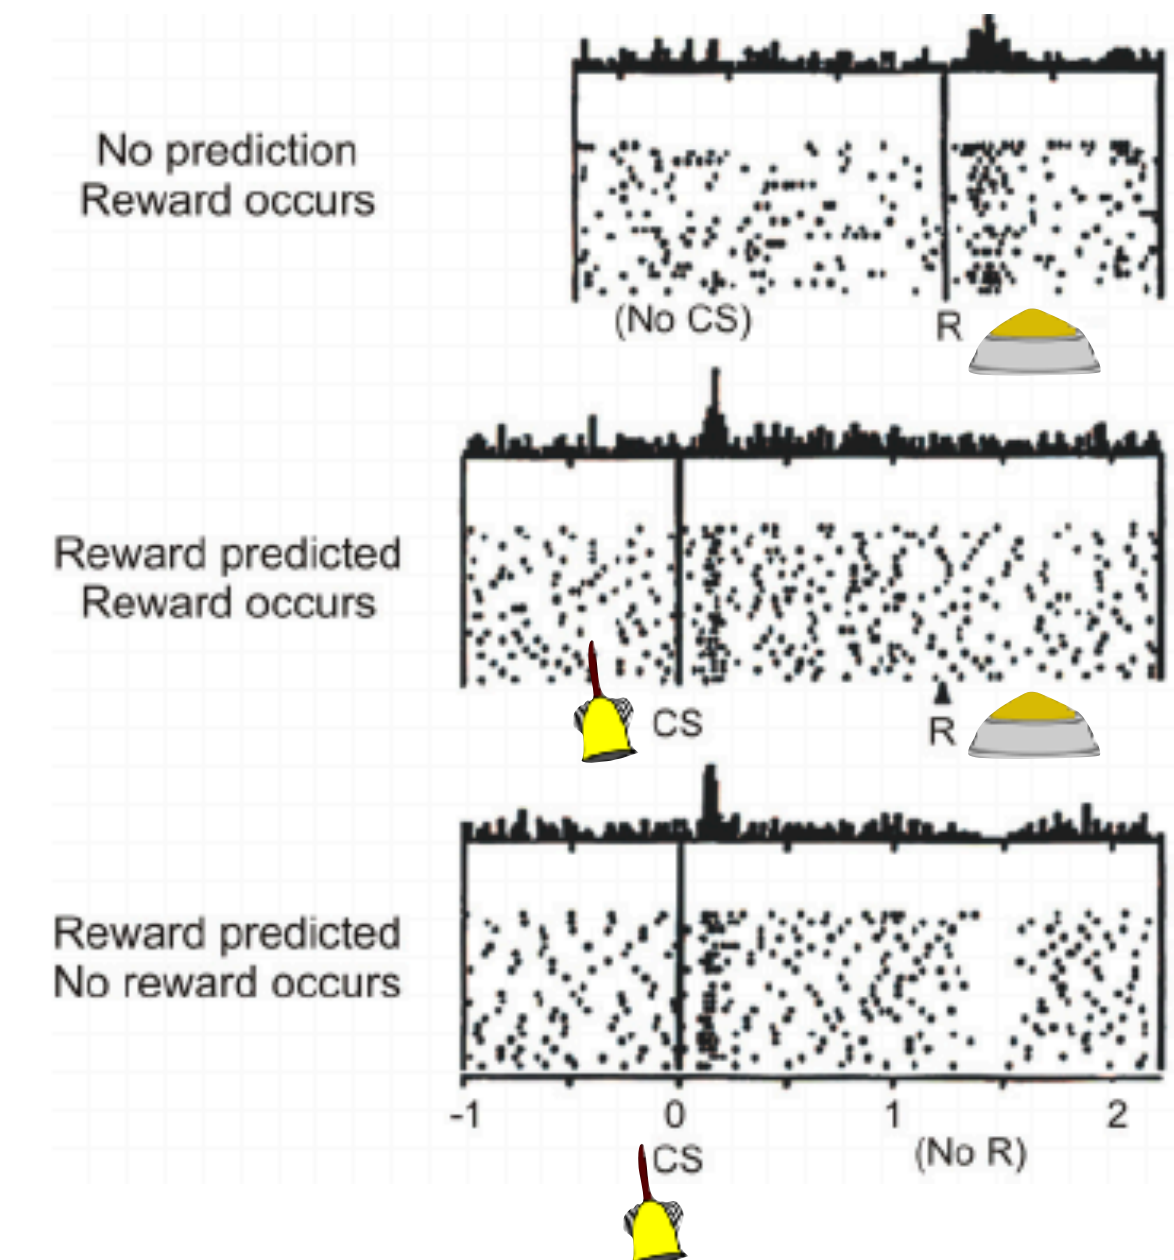 No prediction
Reward occurs
(No CS)
R
Reward predicted
Reward occurs
CS
R
Reward predicted
No reward occurs
-1 0 1 2
CS
(No R)